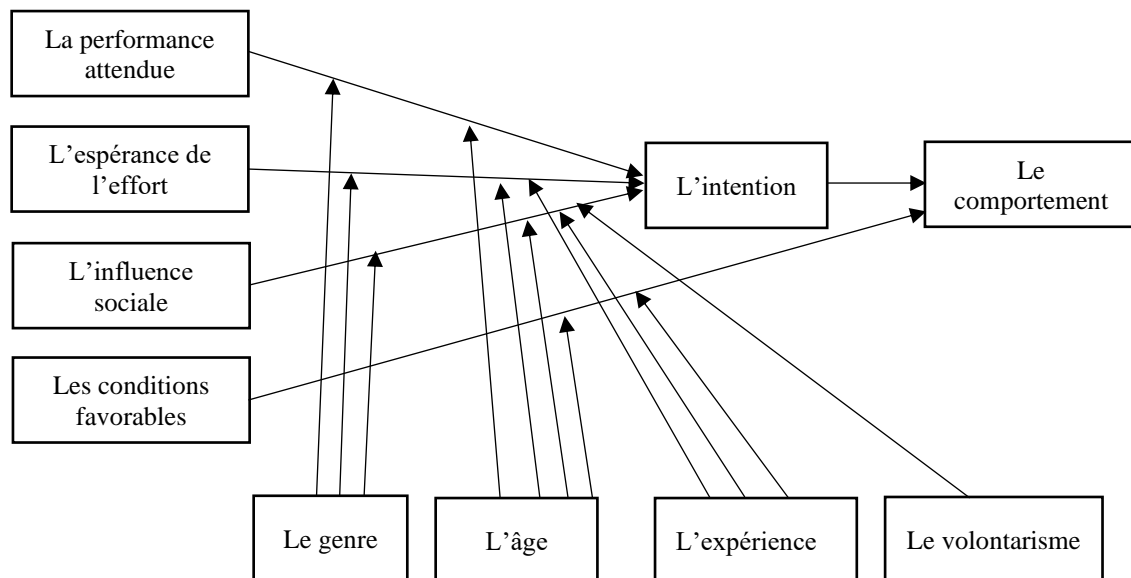 La performance
attendue
L’espérance de
l’effort
L’intention
Le
comportement
L’influence
sociale
Les conditions
favorables
Le genre
L’âge
L’expérience
Le volontarisme